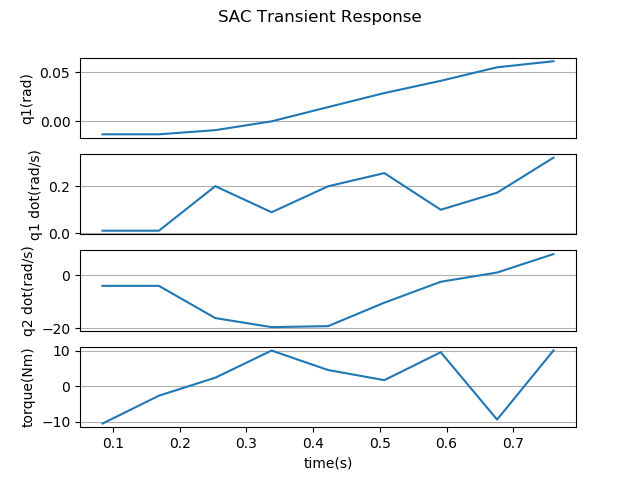 SAC Transient Response
q1(rad)
0.05
0.00
q1 dot(rad/s)
0.2
0.0
q2 dot(rad/s)
0
−20
torque(Nm)
10
0
−10
0.1 0.2 0.3 0.4 0.5 0.6 0.7
time(s)